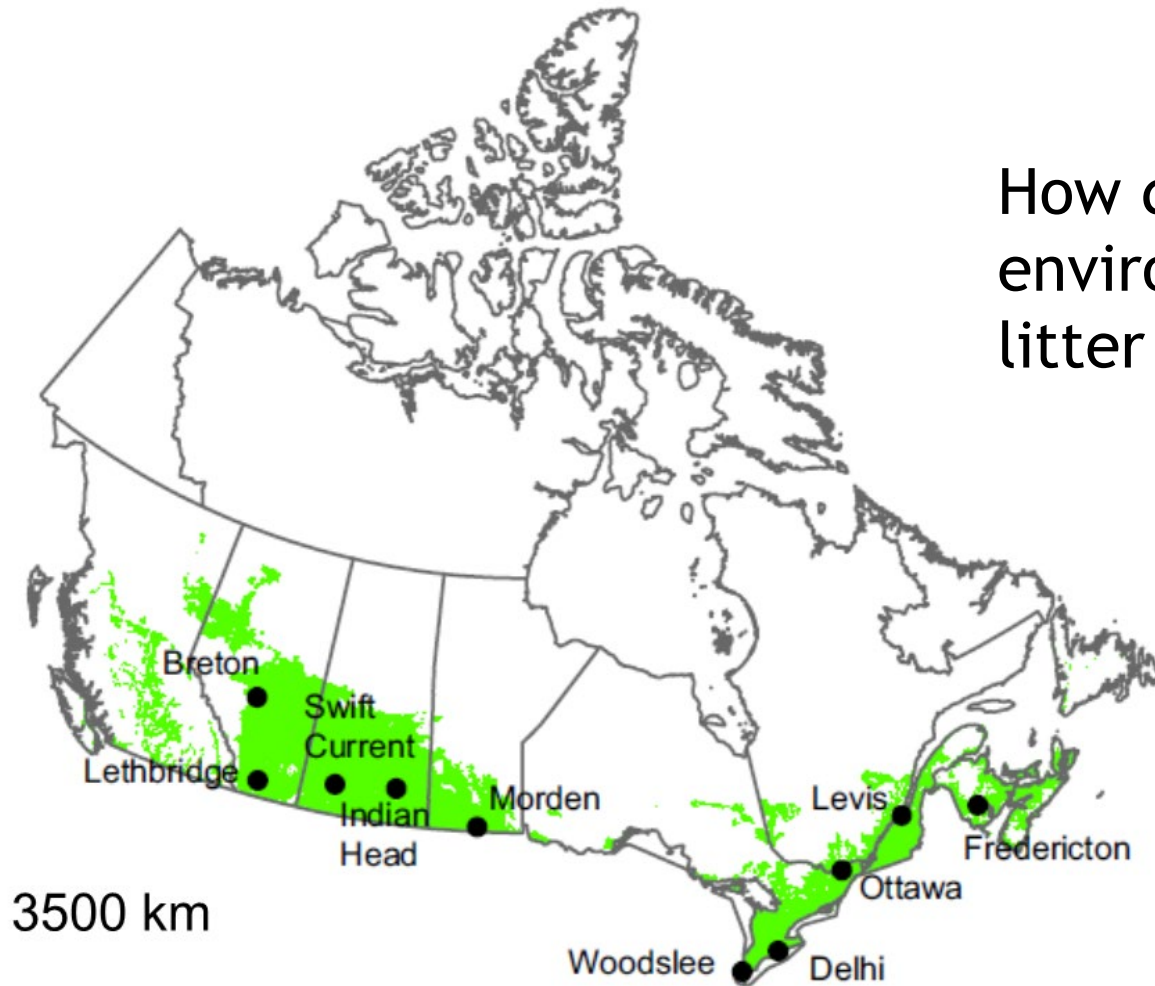 How
enviro
litter
Breton
Swift
Current
Lethbridge
Indian
Head
Morden
Levis
Fredericton
Ottawa
3500 km
Woodslee
Delhi